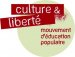 culture &
liberté
mouvement
d'éducation
populaire